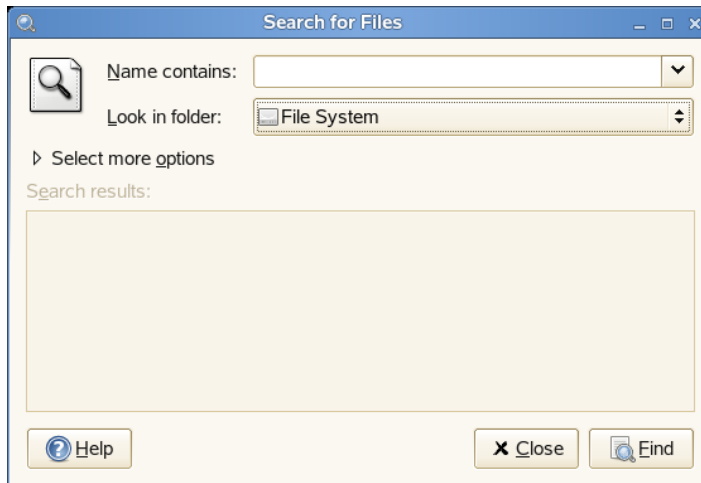 Search for Files
Name contains:
Look in folder: File System
Select more options
Search results:
Help Close Find